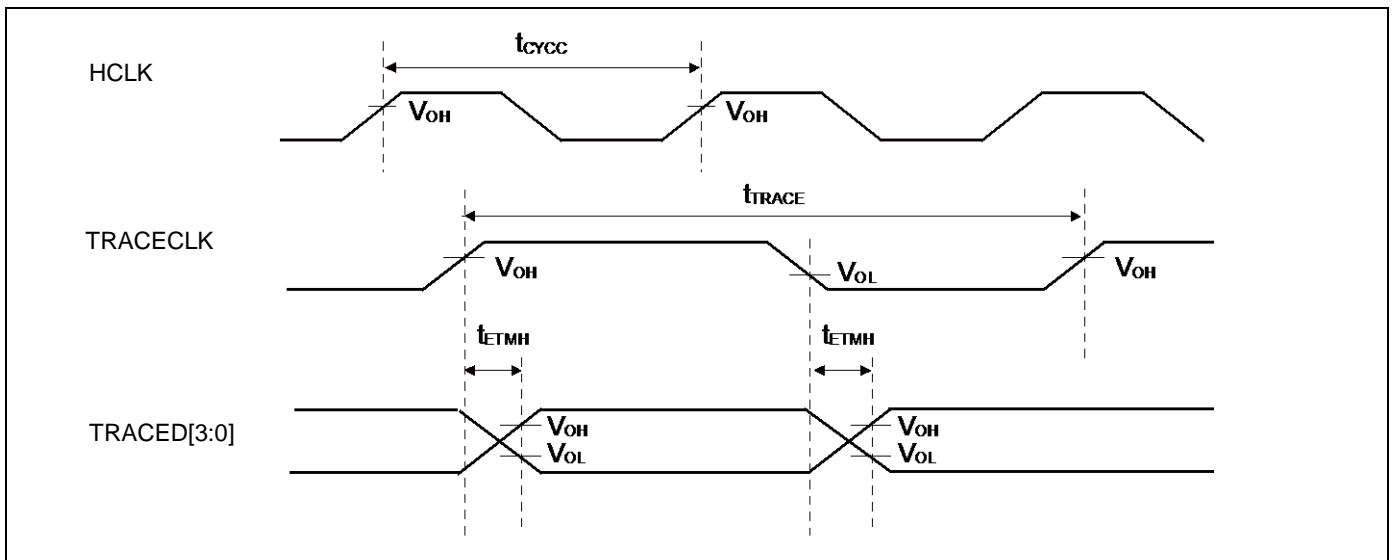 tCYCC
HCLK
VOH VOH
tTRACE
TRACECLK
VOH VOL VOH
tETMH tETMH
TRACED[3:0]
VOH VOH
VOL VOL